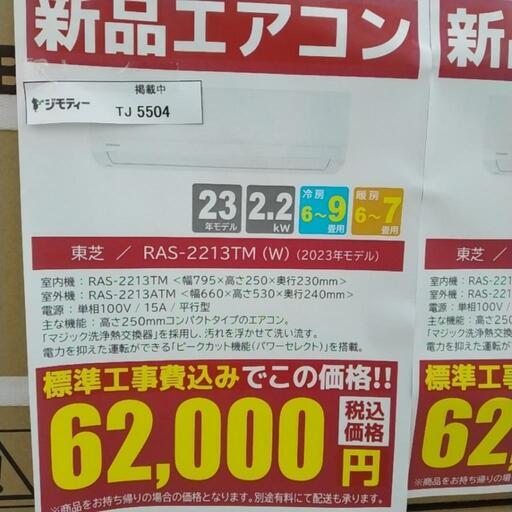 新品エアコン
新
掲載中
ジモティー
TJ 5504
23 年モデル
2.2 kW
冷房 6〜9 畳用
暖房 6〜7 畳用
東芝 ／ RAS-2213TM (W) (2023年モデル)
東芝 ／
室内機：RAS-2213TM ＜幅795×高さ250×奥行230mm＞
室外機：RAS-2213ATM ＜幅660×高さ530×奥行240mm＞
電源：単相100V / 15A / 平行型
主な機能：高さ250mmコンパクトタイプのエアコン。
「マジック洗浄熱交換器」を採用し、汚れを浮かせて洗い流す。
電力を抑えた運転ができる「ピークカット機能(パワーセレクト)」を搭載。
室内機：RAS
室外機：RAS
電源：単相
主な機能：高さ
「マジック洗浄
電力を抑えた
標準工事費込みでこの価格!!
62,000円
税込価格
※商品をお持ち帰りの場合の価格となります。別途有料にて配送も承ります。
標準工
62,
※商品をお持ち帰りの場